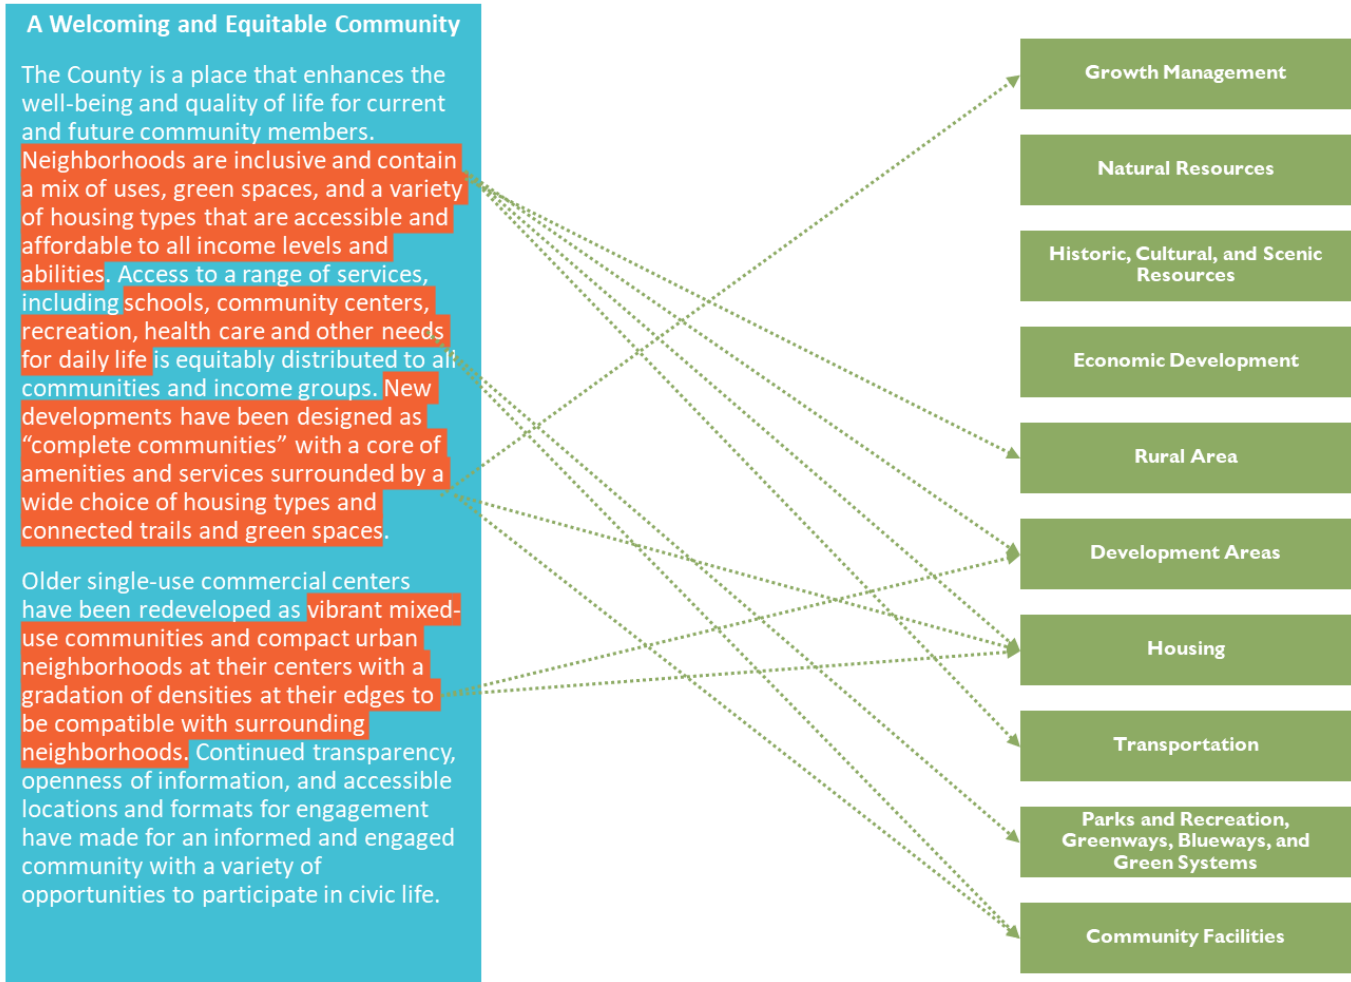 A Welcoming and Equitable Community
The County is a place that enhances the
well-being and quality of life for current
and future community members.
Neighborhoods are inclusive and contain
a mix of uses, green spaces, and a variety
of housing types that are accessible and
affordable to all income levels and
abilities. Access to a range of services,
including schools, community centers,
recreation, health care and other needs
for daily life is equitably distributed to all
communities and income groups. New
developments have been designed as
“complete communities” with a core of
amenities and services surrounded by a
wide choice of housing types and
connected trails and green spaces.
Older single-use commercial centers
have been redeveloped as vibrant mixed-
use communities and compact urban
neighborhoods at their centers with a
gradation of densities at their edges to
be compatible with surrounding
neighborhoods. Continued transparency,
openness of information, and accessible
locations and formats for engagement
have made for an informed and engaged
community with a variety of
opportunities to participate in civic life.
Growth Management
Natural Resources
Historic, Cultural, and Scenic
Resources
Economic Development
Rural Area
Development Areas
Housing
Transportation
Parks and Recreation,
Greenways, Blueways, and
Green Systems
Community Facilities